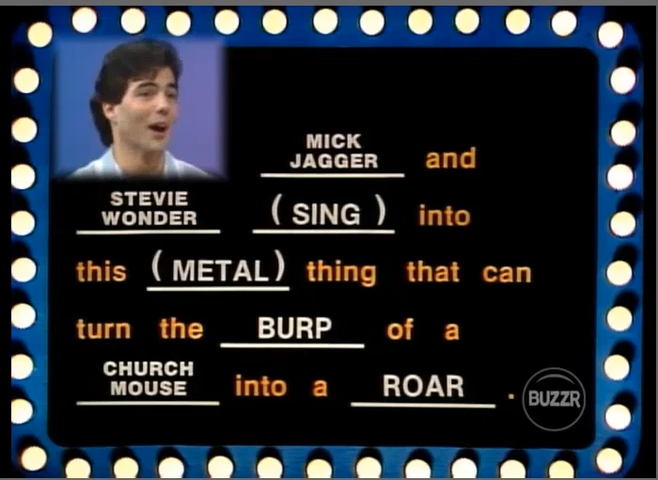 MICK
JAGGER and
STEVIE
WONDER ( SING ) into
this ( METAL ) thing that can
turn the BURP of a
CHURCH
MOUSE into a ROAR .
BUZZR